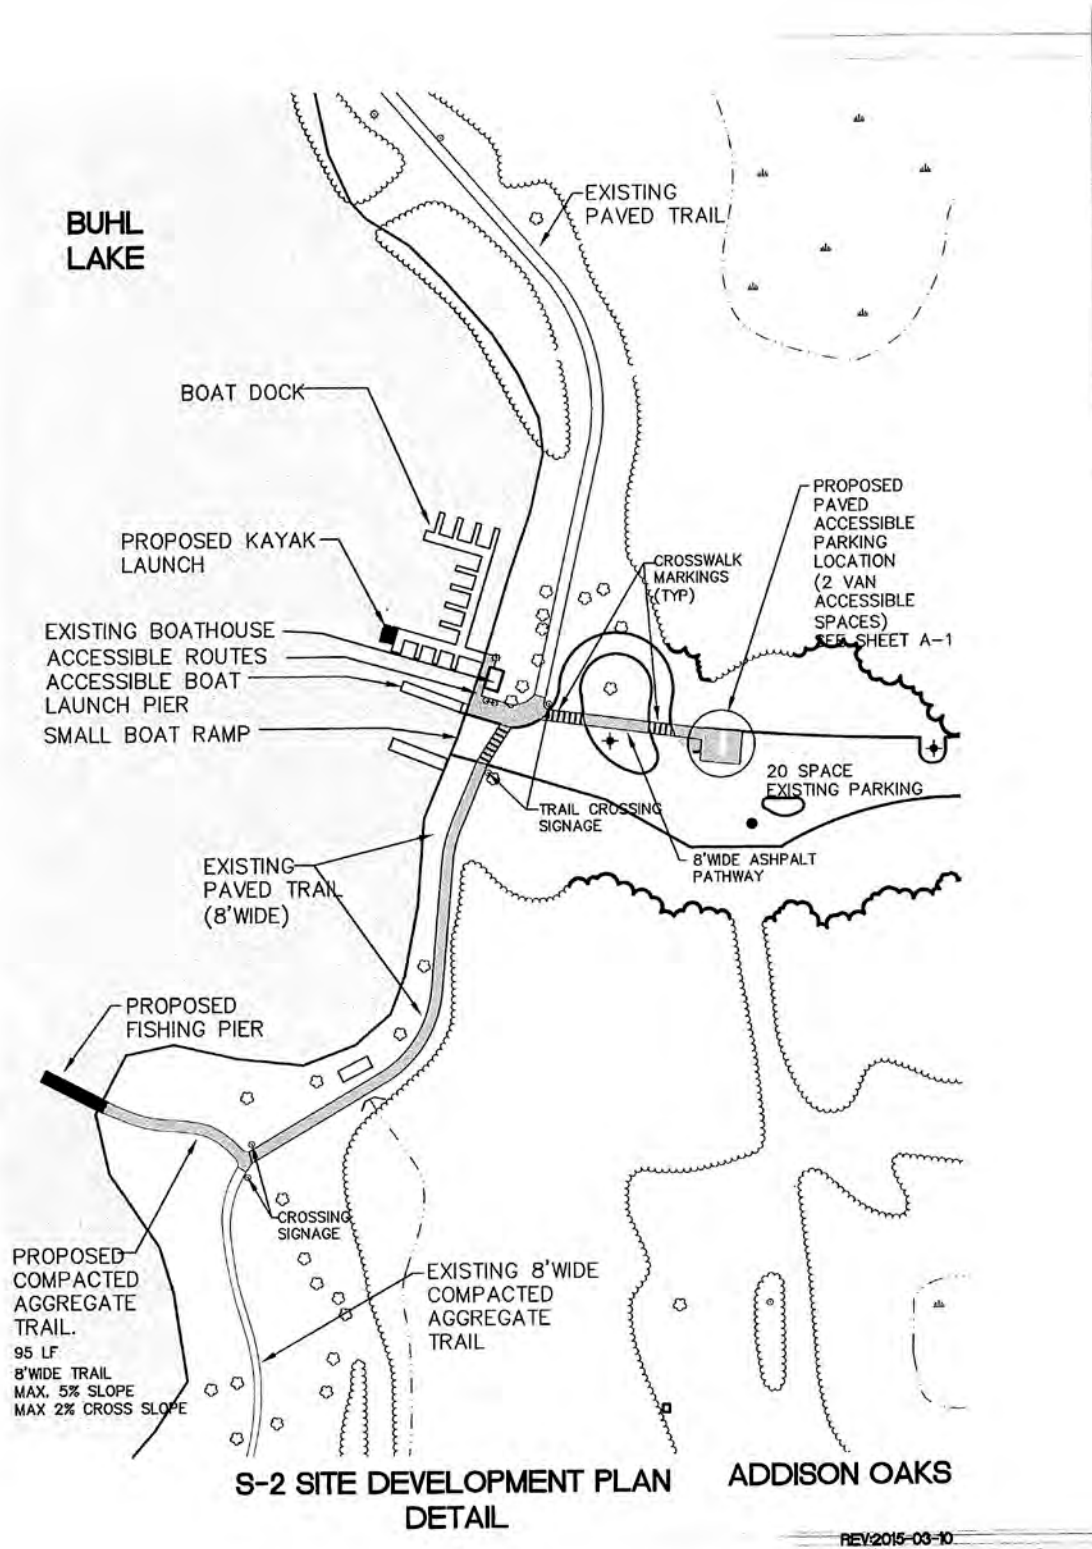 BUHL
LAKE
EXISTING
PAVED TRAIL
BOAT DOCK
PROPOSED KAYAK
LAUNCH
PROPOSED
PAVED
ACCESSIBLE
PARKING
LOCATION
(2 VAN
ACCESSIBLE
SPACES)
SEE SHEET A-1
CROSSWALK
MARKINGS
(TYP)
EXISTING BOATHOUSE
ACCESSIBLE ROUTES
ACCESSIBLE BOAT
LAUNCH PIER
SMALL BOAT RAMP
20 SPACE
EXISTING PARKING
TRAIL CROSSING
SIGNAGE
8'WIDE ASHPALT
PATHWAY
EXISTING
PAVED TRAIL
(8'WIDE)
PROPOSED
FISHING PIER
CROSSING
SIGNAGE
PROPOSED
COMPACTED
AGGREGATE
TRAIL.
95 LF
8'WIDE TRAIL
MAX. 5% SLOPE
MAX 2% CROSS SLOPE
EXISTING 8'WIDE
COMPACTED
AGGREGATE
TRAIL
S-2 SITE DEVELOPMENT PLAN
DETAIL
ADDISON OAKS
REV:2015-03-10